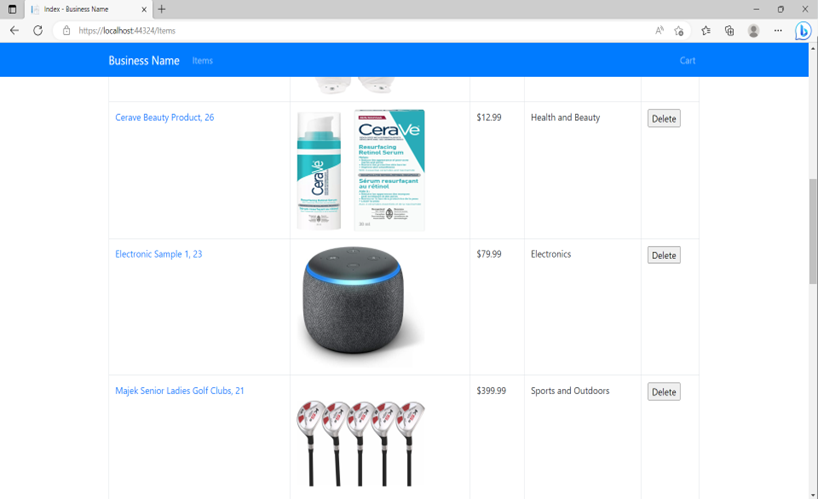 Index - Business Name
https://localhost:44324/Items
Business Name
Items
Cart
Cerave Beauty Product, 26
CeraVe
CeraVe
Resurfacing
Retinol Serum
Sérum resurfaçant
au rétinol
$12.99
Health and Beauty
Delete
Electronic Sample 1, 23
$79.99
Electronics
Delete
Majek Senior Ladies Golf Clubs, 21
$399.99
Sports and Outdoors
Delete